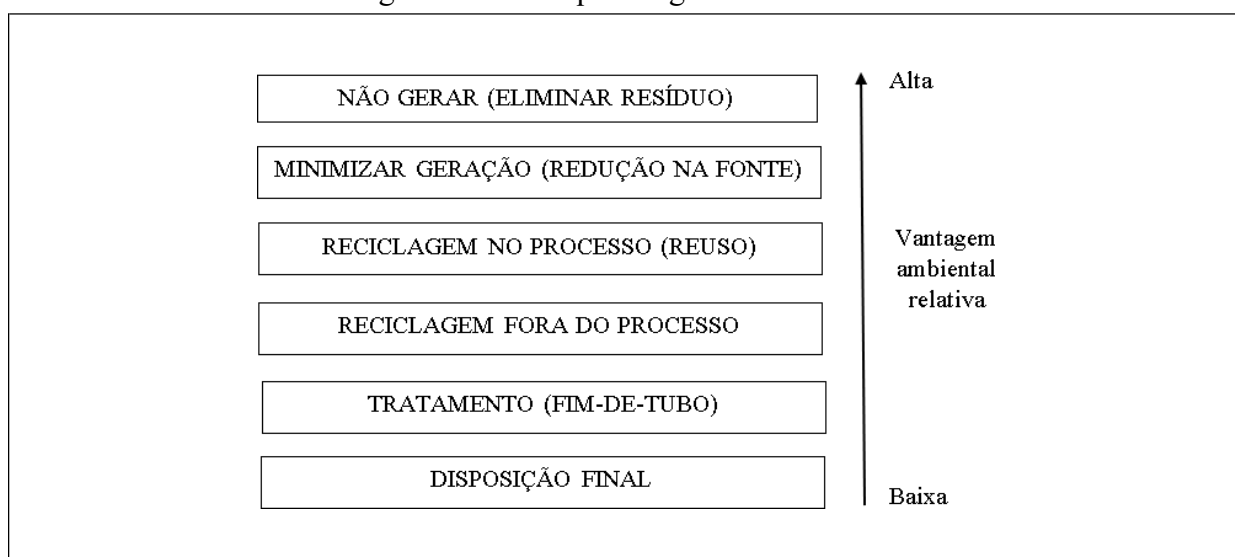 NÃO GERAR (ELIMINAR RESÍDUO)
Alta
MINIMIZAR GERAÇÃO (REDUÇÃO NA FONTE)
RECICLAGEM NO PROCESSO (REUSO)
Vantagem
ambiental
relativa
RECICLAGEM FORA DO PROCESSO
TRATAMENTO (FIM-DE-TUBO)
DISPOSIÇÃO FINAL
Baixa